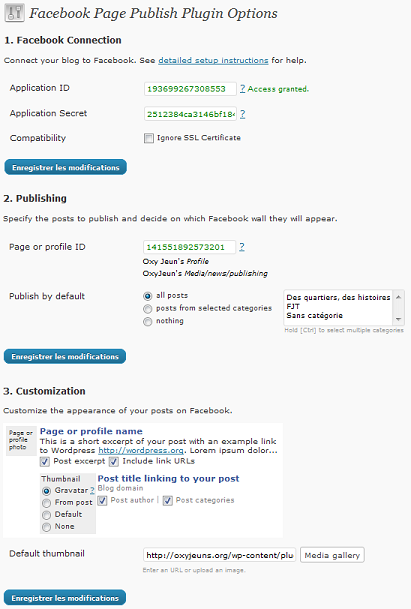 Facebook Page Publish Plugin Options
1. Facebook Connection
Connect your blog to Facebook. See detailed setup instructions for help.
Application ID 193699267308553 ? Access granted.
Application Secret 2512384ca3146bf184 ?
Compatibility Ignore SSL Certificate
Enregistrer les modifications
2. Publishing
Specify the posts to publish and decide on which Facebook wall they will appear.
Page or profile ID 141551892573201 ?
Oxy Jeun's Profile
OxyJeun's Media/news/publishing
Publish by default all posts
posts from selected categories
nothing
Des quartiers, des histoires
FJT
Sans catégorie
Hold [Ctrl] to select multiple categories
Enregistrer les modifications
3. Customization
Customize the appearance of your posts on Facebook.
Page or
profile
photo
Page or profile name
This is a short excerpt of your post with an example link
to Wordpress http://wordpress.org. Lorem ipsum dolor...
Post excerpt Include link URLs
Thumbnail
Gravatar ?
From post
Default
None
Post title linking to your post
Blog domain
Post author | Post categories
Default thumbnail http://oxyjeuns.org/wp-content/plu Media gallery
Enter an URL or upload an image.
Enregistrer les modifications